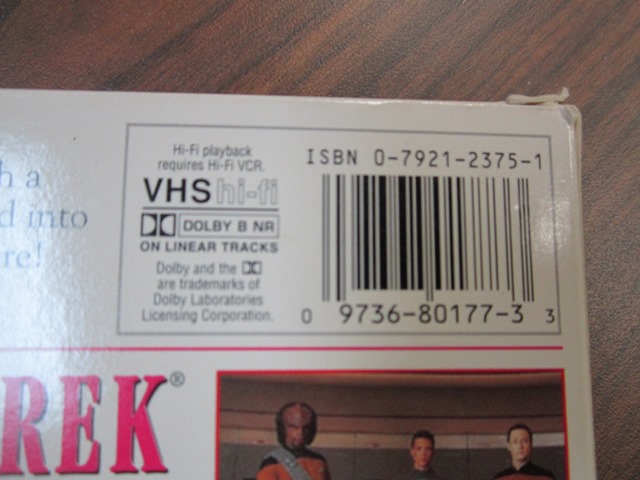 h a
d into
re!
Hi-Fi playback
requires Hi-Fi VCR.
VHS hi-fi
DOLBY B NR
ON LINEAR TRACKS
Dolby and the
are trademarks of
Dolby Laboratories
Licensing Corporation.
ISBN 0-7921-2375-1
0 9736-80177-3 3
REK®